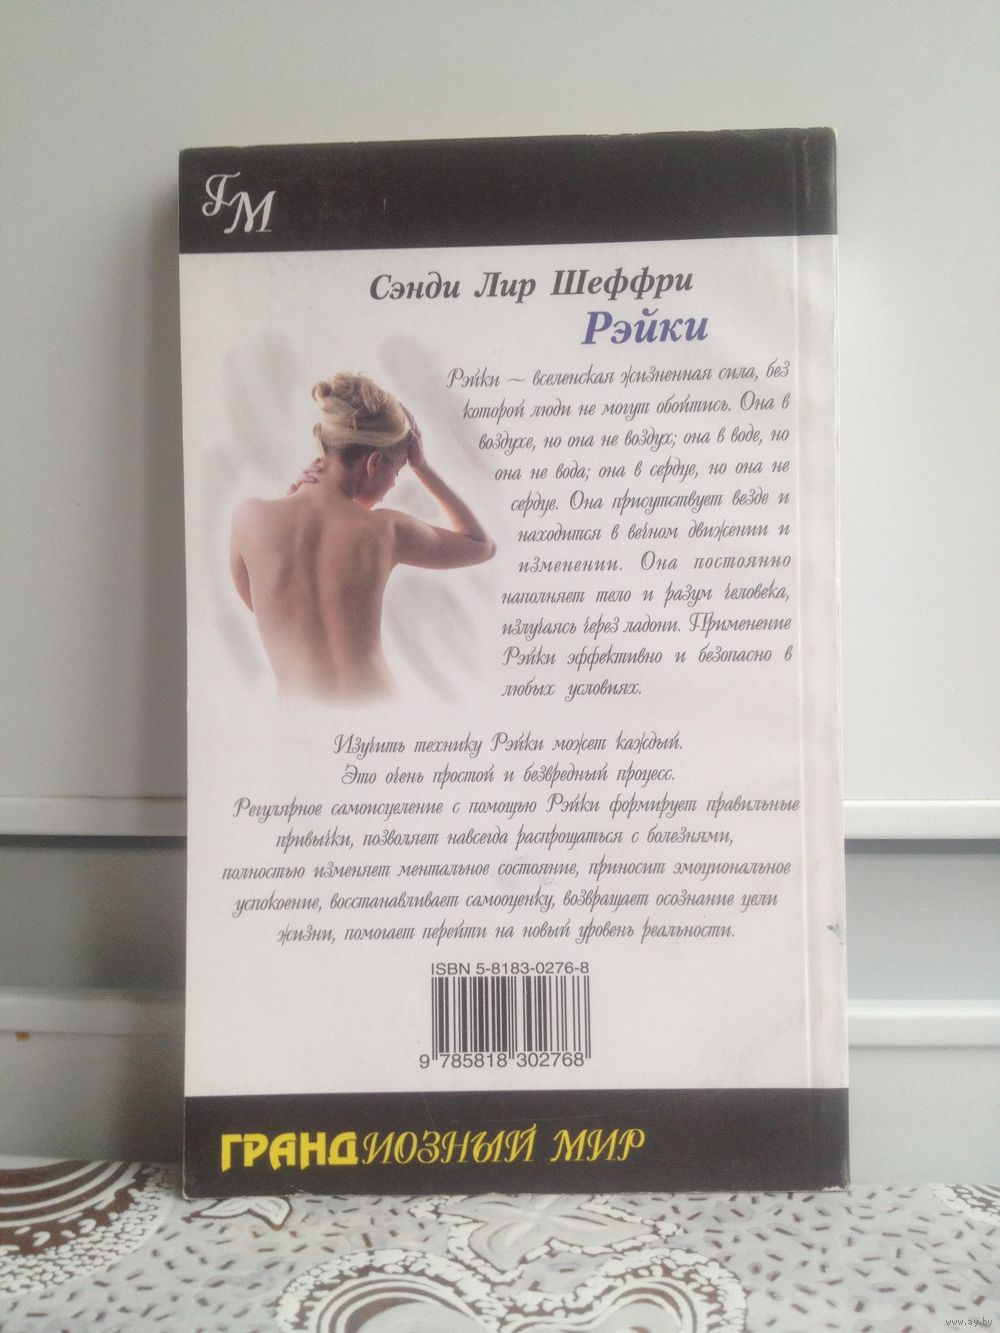 ГМ
Сэнди Лир Шеффри
Рэйки
Рэйки — вселенская жизненная сила, без
которой люди не могут обойтись. Она в
воздухе, но она не воздух; она в воде, но
она не вода; она в сердце, но она не
сердце. Она присутствует везде и
находится в вечном движении и
изменении. Она постоянно
наполняет тело и разум человека,
излучаясь через ладони. Применение
Рэйки эффективно и безопасно в
любых условиях.
Изучить технику Рэйки может каждый.
Это очень простой и безвредный процесс.
Регулярное самоисцеление с помощью Рэйки формирует правильные
привычки, позволяет навсегда распрощаться с болезнями,
полностью изменяет ментальное состояние, приносит эмоциональное
успокоение, восстанавливает самооценку, возвращает осознание цели
жизни, помогает перейти на новый уровень реальности.
ISBN 5-8183-0276-8
9 785818 302768
ГРАНДИОЗНЫЙ МИР
www.ay.by